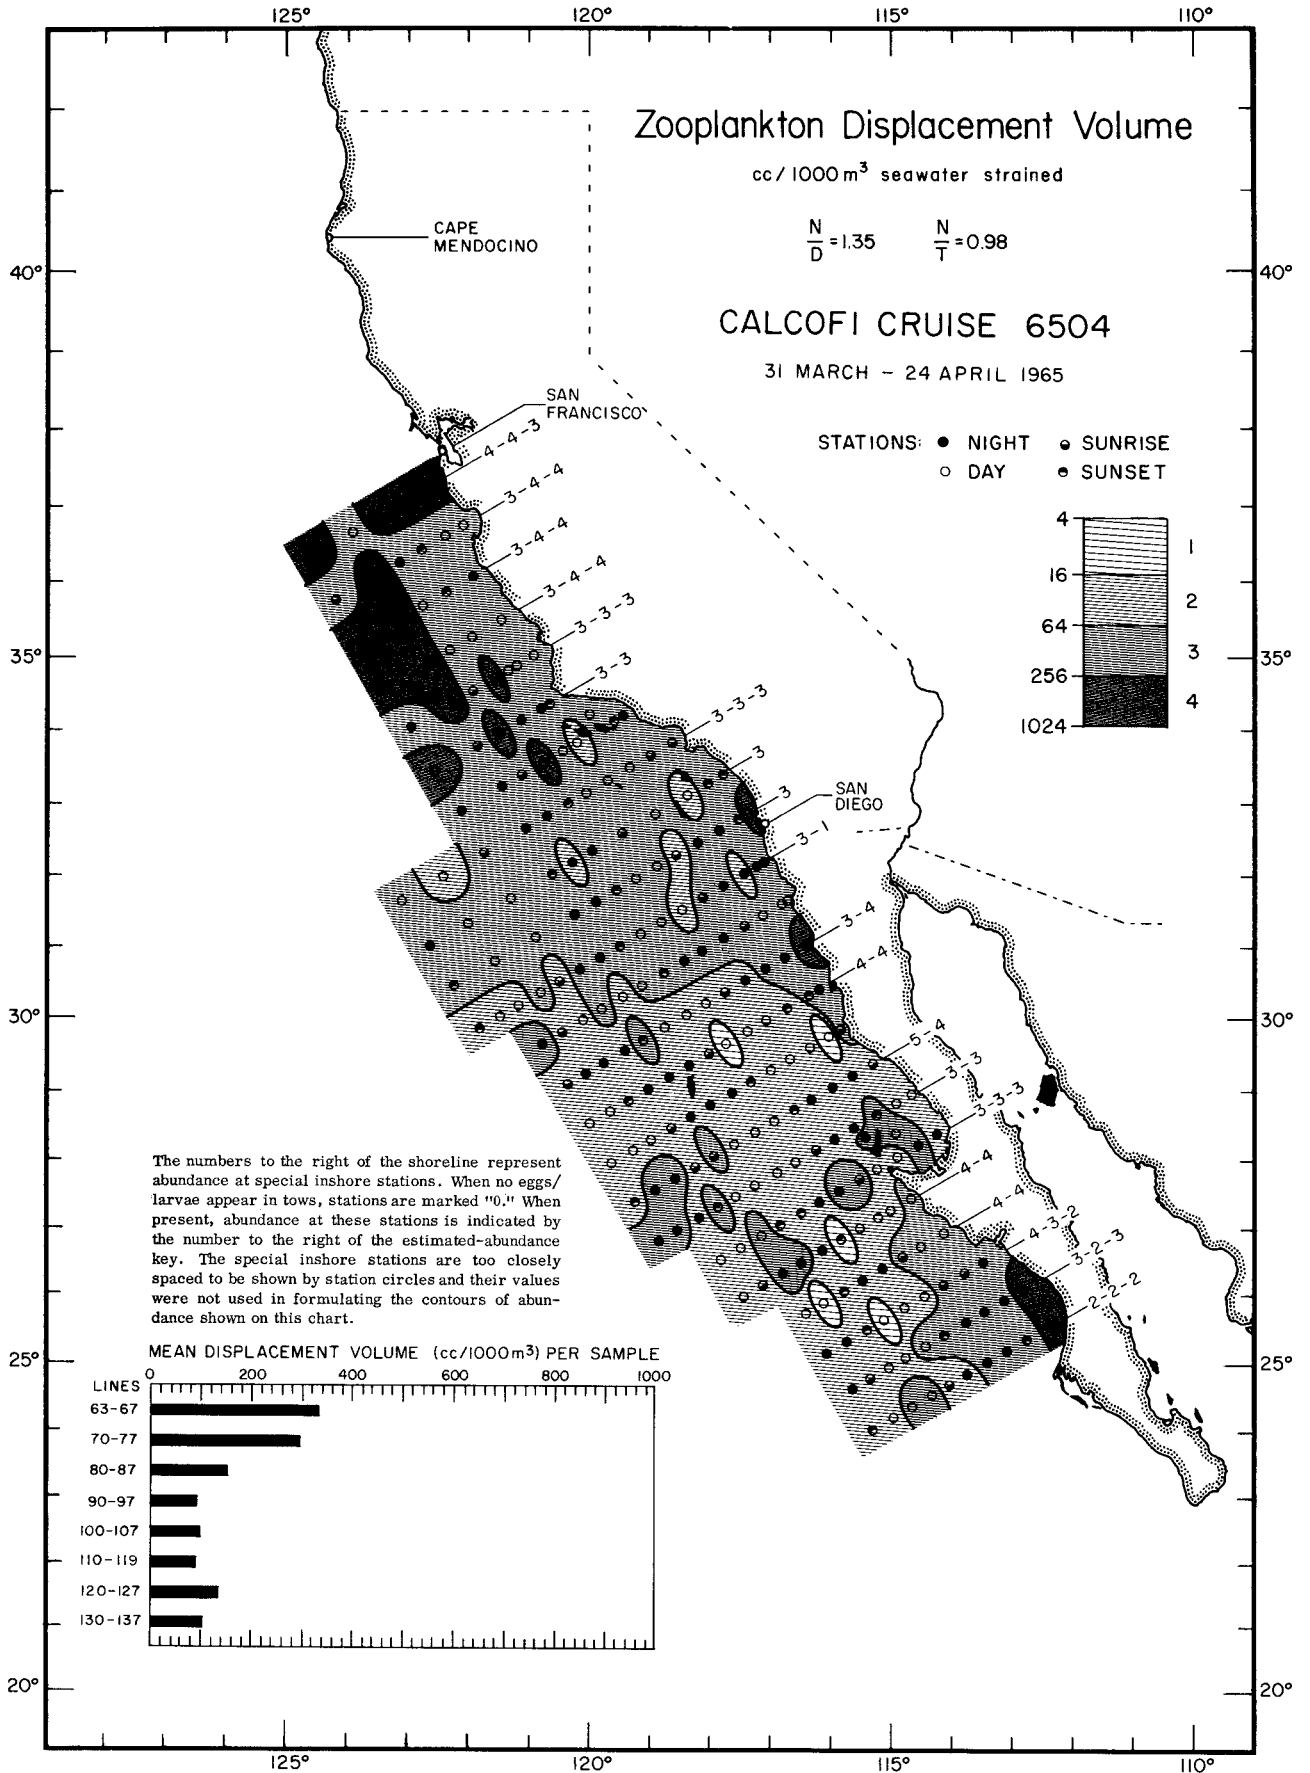 125° 120° 115° 110°
Zooplankton Displacement Volume
cc/1000m³ seawater strained
N/D =1.35 N/T =0.98
CALCOFI CRUISE 6504
31 MARCH – 24 APRIL 1965
STATIONS: ● NIGHT SUNRISE
○ DAY SUNSET
4
16
64
256
1024
1
2
3
4
CAPE
MENDOCINO
40° 40°
SAN
FRANCISCO
4-4-3
3-4-4
3-4-4
3-4-4
3-3-3
35° 35°
3-3
3-3-3
3
3
SAN
DIEGO
3-1
3-4
4-4
30° 30°
5-4
3-3
3-3-3
4-4
4-4
4-3-2
3-2-3
2-2-2
The numbers to the right of the shoreline represent
abundance at special inshore stations. When no eggs/
larvae appear in tows, stations are marked "0." When
present, abundance at these stations is indicated by
the number to the right of the estimated-abundance
key. The special inshore stations are too closely
spaced to be shown by station circles and their values
were not used in formulating the contours of abun-
dance shown on this chart.
25° 25°
MEAN DISPLACEMENT VOLUME (cc/1000m³) PER SAMPLE
LINES 0 200 400 600 800 1000
63-67
70-77
80-87
90-97
100-107
110-119
120-127
130-137
20° 20°
125° 120° 115° 110°